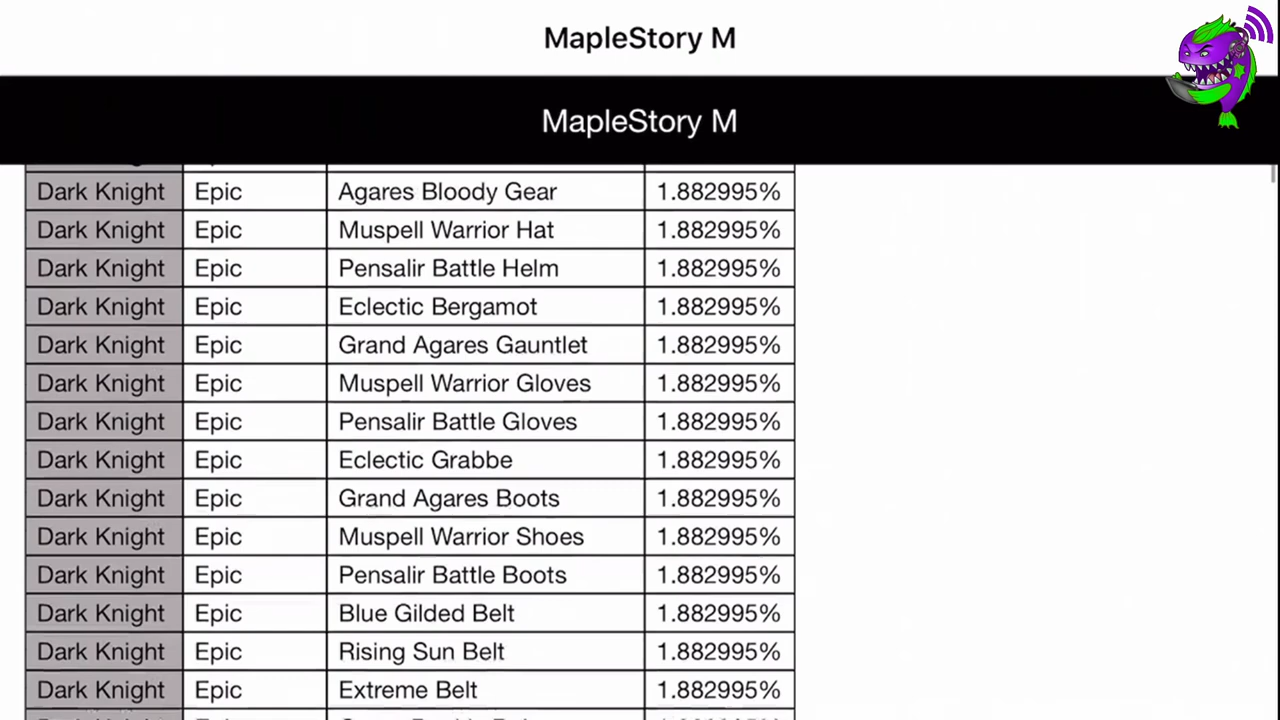 MapleStory M
MapleStory M
Dark Knight Epic Agares Bloody Gear 1.882995%
Dark Knight Epic Muspell Warrior Hat 1.882995%
Dark Knight Epic Pensalir Battle Helm 1.882995%
Dark Knight Epic Eclectic Bergamot 1.882995%
Dark Knight Epic Grand Agares Gauntlet 1.882995%
Dark Knight Epic Muspell Warrior Gloves 1.882995%
Dark Knight Epic Pensalir Battle Gloves 1.882995%
Dark Knight Epic Eclectic Grabbe 1.882995%
Dark Knight Epic Grand Agares Boots 1.882995%
Dark Knight Epic Muspell Warrior Shoes 1.882995%
Dark Knight Epic Pensalir Battle Boots 1.882995%
Dark Knight Epic Blue Gilded Belt 1.882995%
Dark Knight Epic Rising Sun Belt 1.882995%
Dark Knight Epic Extreme Belt 1.882995%